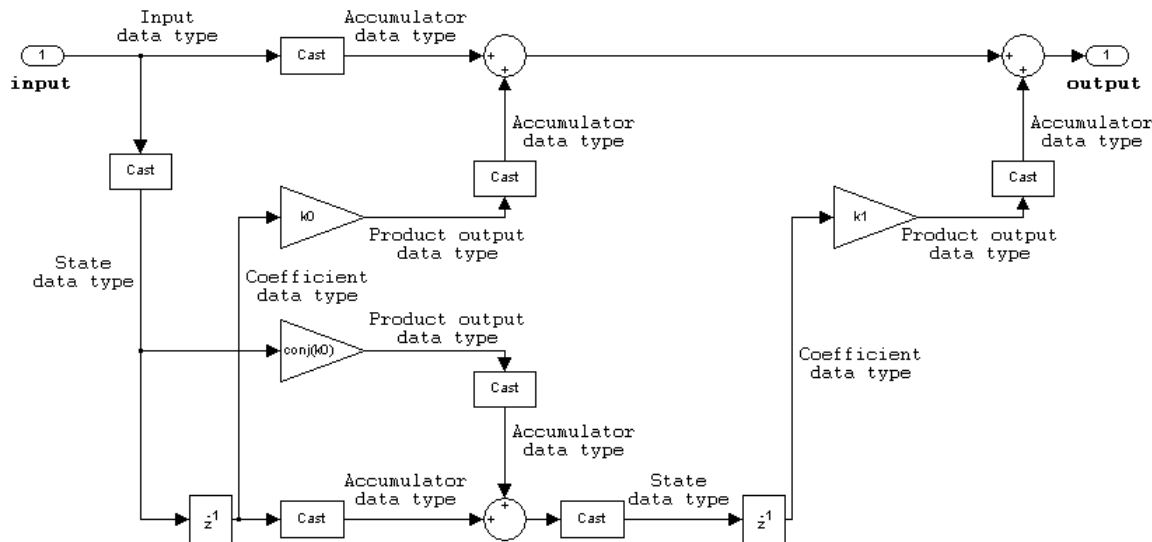 Input
data type
Accumulator
data type
1
Cast
+
+
+
+
1
input
output
Accumulator
data type
Accumulator
data type
Cast
Cast
Cast
k0
k1
Product output
data type
Product output
data type
State
data type
Coefficient
data type
Product output
data type
conj(k0)
Coefficient
data type
Cast
Accumulator
data type
Accumulator
data type
State
data type
z-1
Cast
+
+
Cast
z-1